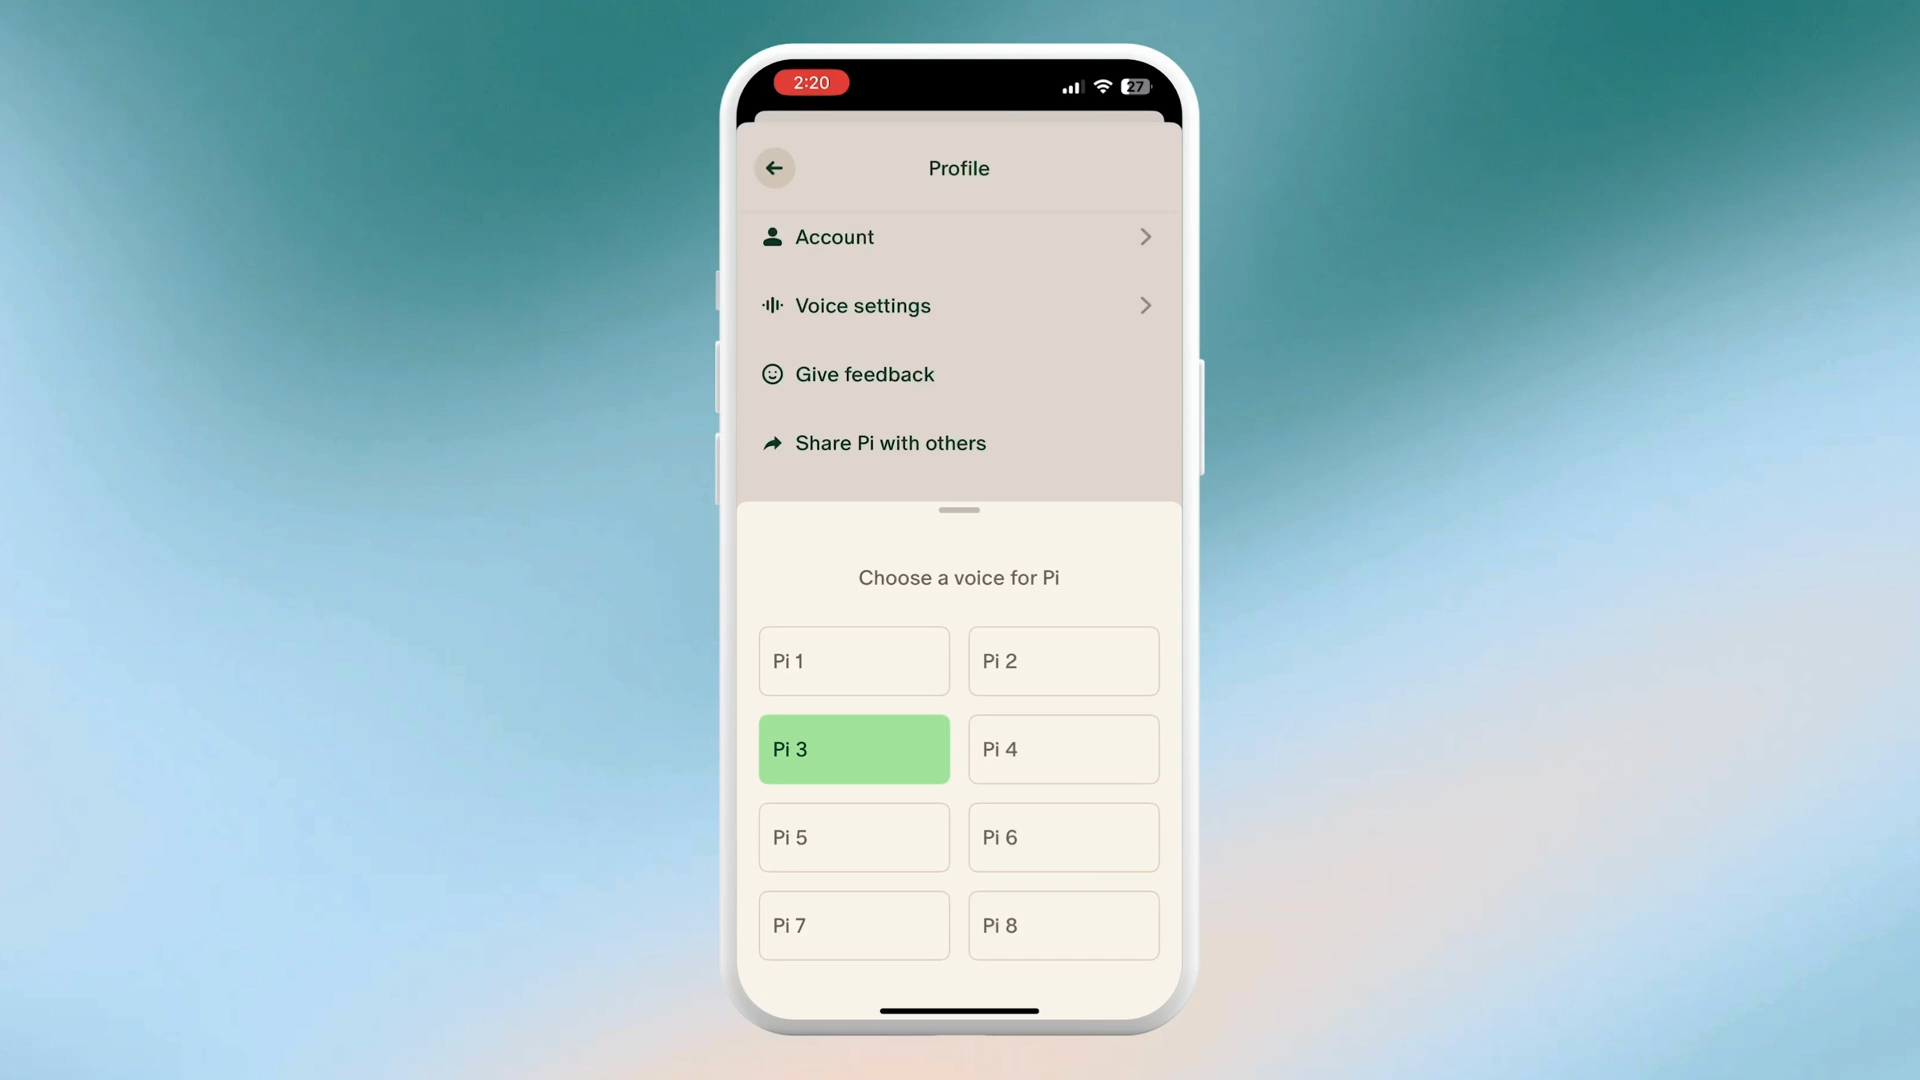 2:20
27
Profile
Account
Voice settings
Give feedback
Share Pi with others
Choose a voice for Pi
Pi 1
Pi 2
Pi 3
Pi 4
Pi 5
Pi 6
Pi 7
Pi 8